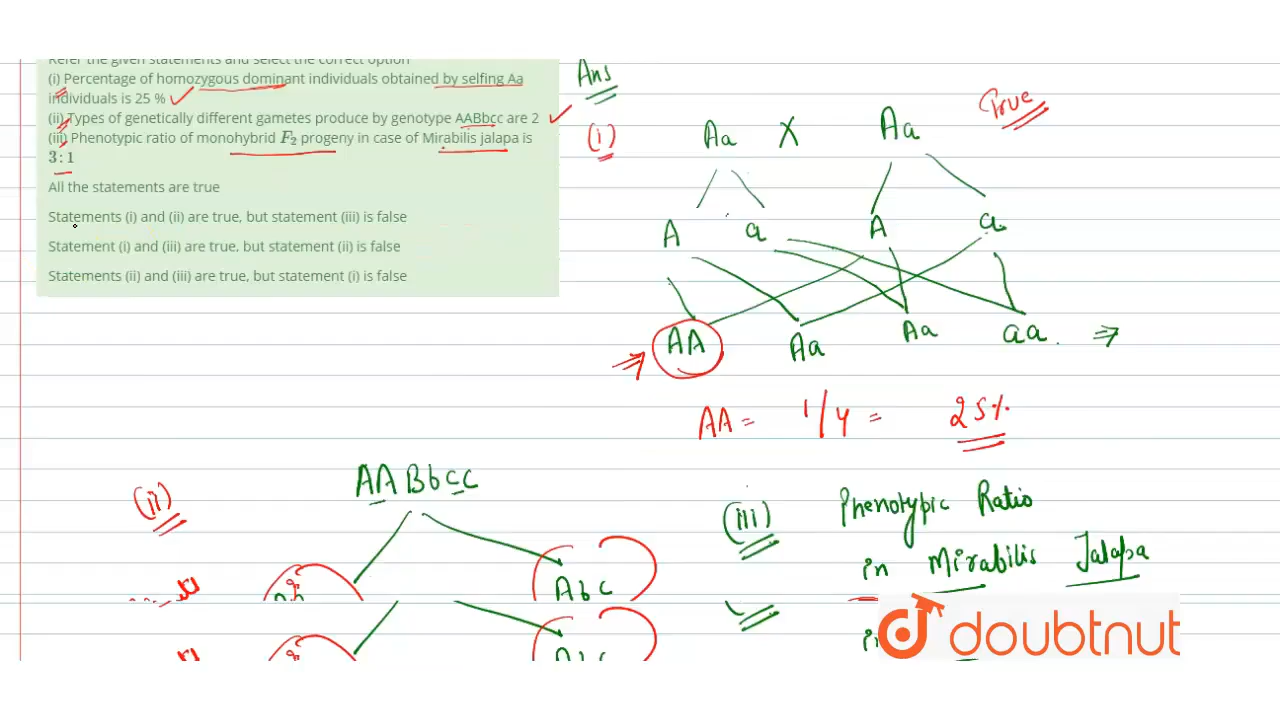 Refer the given statements and select the correct option
(i) Percentage of homozygous dominant individuals obtained by selfing Aa
individuals is 25 %
(ii) Types of genetically different gametes produce by genotype AABbcc are 2
(iii) Phenotypic ratio of monohybrid F₂ progeny in case of Mirabilis jalapa is
3 : 1
All the statements are true
Statements (i) and (ii) are true, but statement (iii) is false
Statement (i) and (iii) are true, but statement (ii) is false
Statements (ii) and (iii) are true, but statement (i) is false
Ans
True
(i) Aa X Aa
A a A a
AA Aa Aa aa
AA = 1/4 = 25%
(ii) AABbcc
Abc
Abc
(iii) Phenotypic Ratio
in Mirabilis Jalapa
in
doubtnut